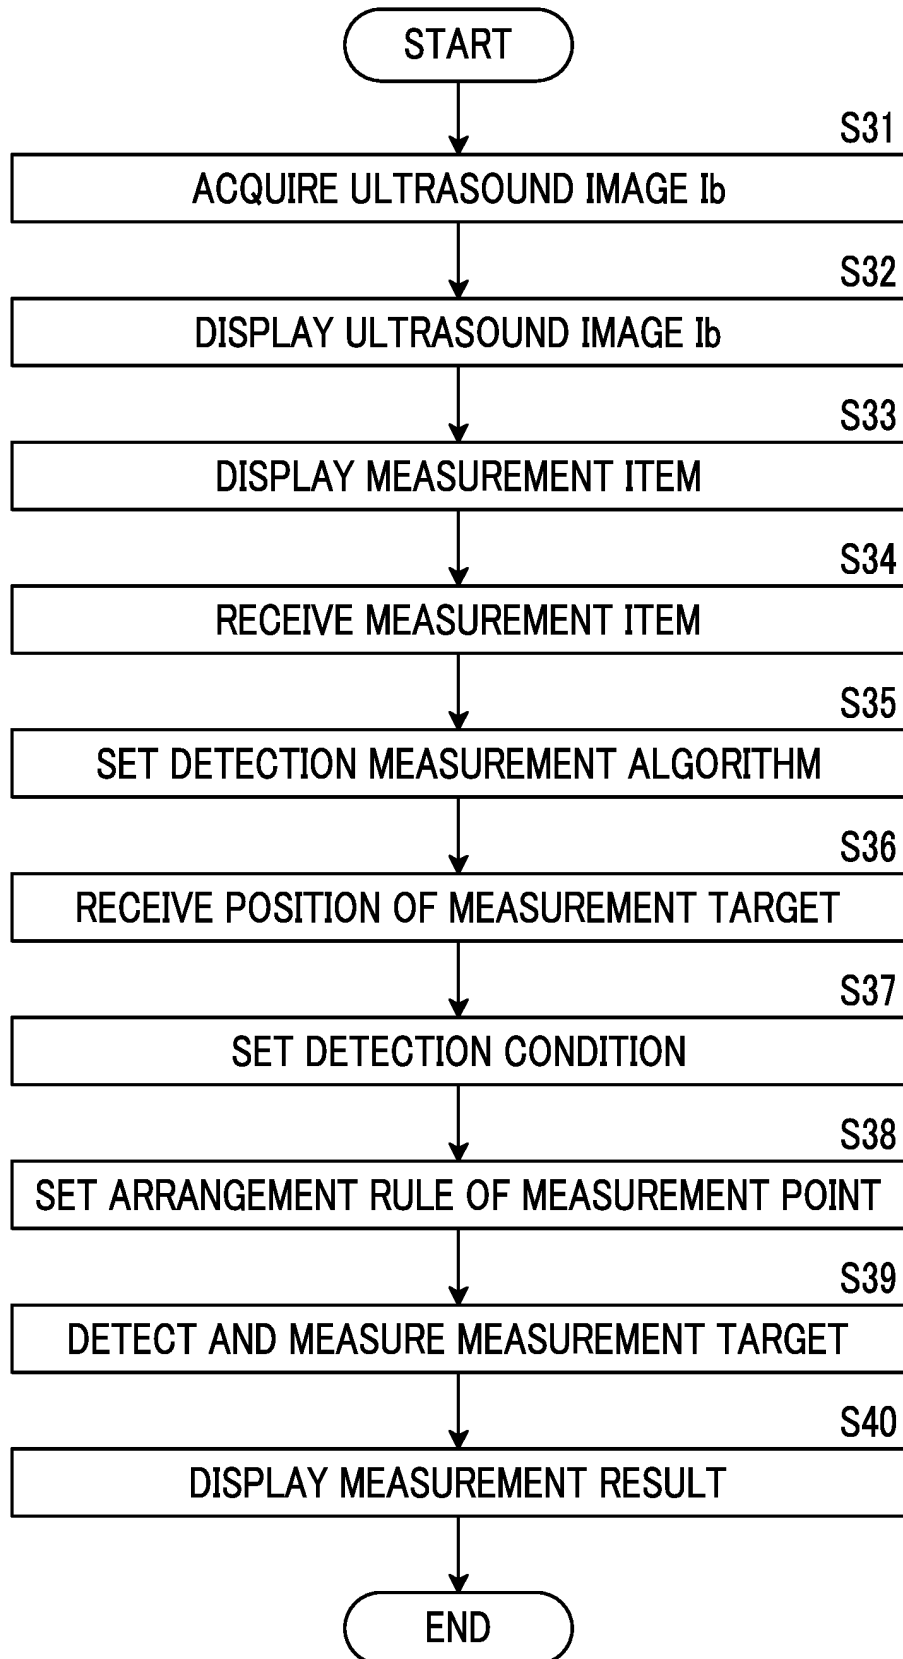 START
S31
ACQUIRE ULTRASOUND IMAGE Ib
S32
DISPLAY ULTRASOUND IMAGE Ib
S33
DISPLAY MEASUREMENT ITEM
S34
RECEIVE MEASUREMENT ITEM
S35
SET DETECTION MEASUREMENT ALGORITHM
S36
RECEIVE POSITION OF MEASUREMENT TARGET
S37
SET DETECTION CONDITION
S38
SET ARRANGEMENT RULE OF MEASUREMENT POINT
S39
DETECT AND MEASURE MEASUREMENT TARGET
S40
DISPLAY MEASUREMENT RESULT
END